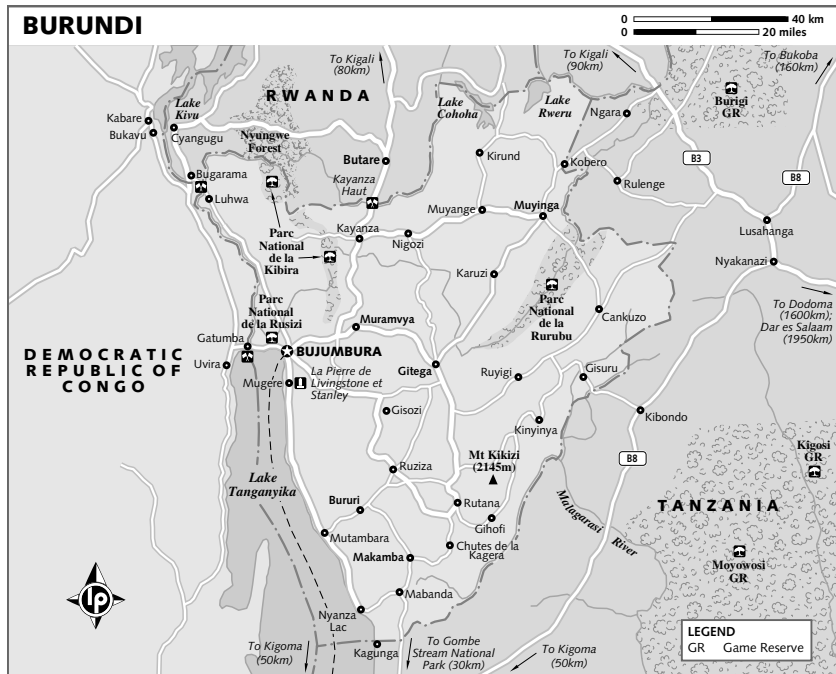 BURUNDI
0 40 km
0 20 miles
To Kigali
(80km)
To Kigali
(90km)
To Bukoba
(160km)
Lake
Kivu
RWANDA
Lake
Cohoha
Lake
Rweru
Ngara
Burigi
GR
Kabare
Bukavu
Cyangugu
Nyungwe
Forest
Butare
Kirund
Kobero
B3
B8
Bugarama
Kayanza
Haut
Rulenge
Luhwa
Muyange
Muyinga
Lusahanga
Parc
National
de la
Kibira
Kayanza
Nigozi
Nyakanazi
Karuzi
Parc
National
de la
Rurubu
To Dodoma
(1600km);
Dar es Salaam
(1950km)
Parc
National
de la Rusizi
Muramvya
Cankuzo
Gatumba
BUJUMBURA
DEMOCRATIC
REPUBLIC OF
CONGO
Uvira
Mugere
La Pierre de
Livingstone et
Stanley
Gitega
Ruyigi
Gisuru
Gisozi
Kinyinya
Kibondo
Kigosi
GR
Mt Kikizi
(2145m)
B8
Ruziza
Lake
Tanganyika
Bururi
Rutana
Malagarasi
River
TANZANIA
Gihofi
Mutambara
Chutes de la
Kagera
Makamba
Moyowosi
GR
lp
Mabanda
Nyanza
Lac
LEGEND
GR Game Reserve
To Kigoma
(50km)
Kagunga
To Gombe
Stream National
Park (30km)
To Kigoma
(50km)